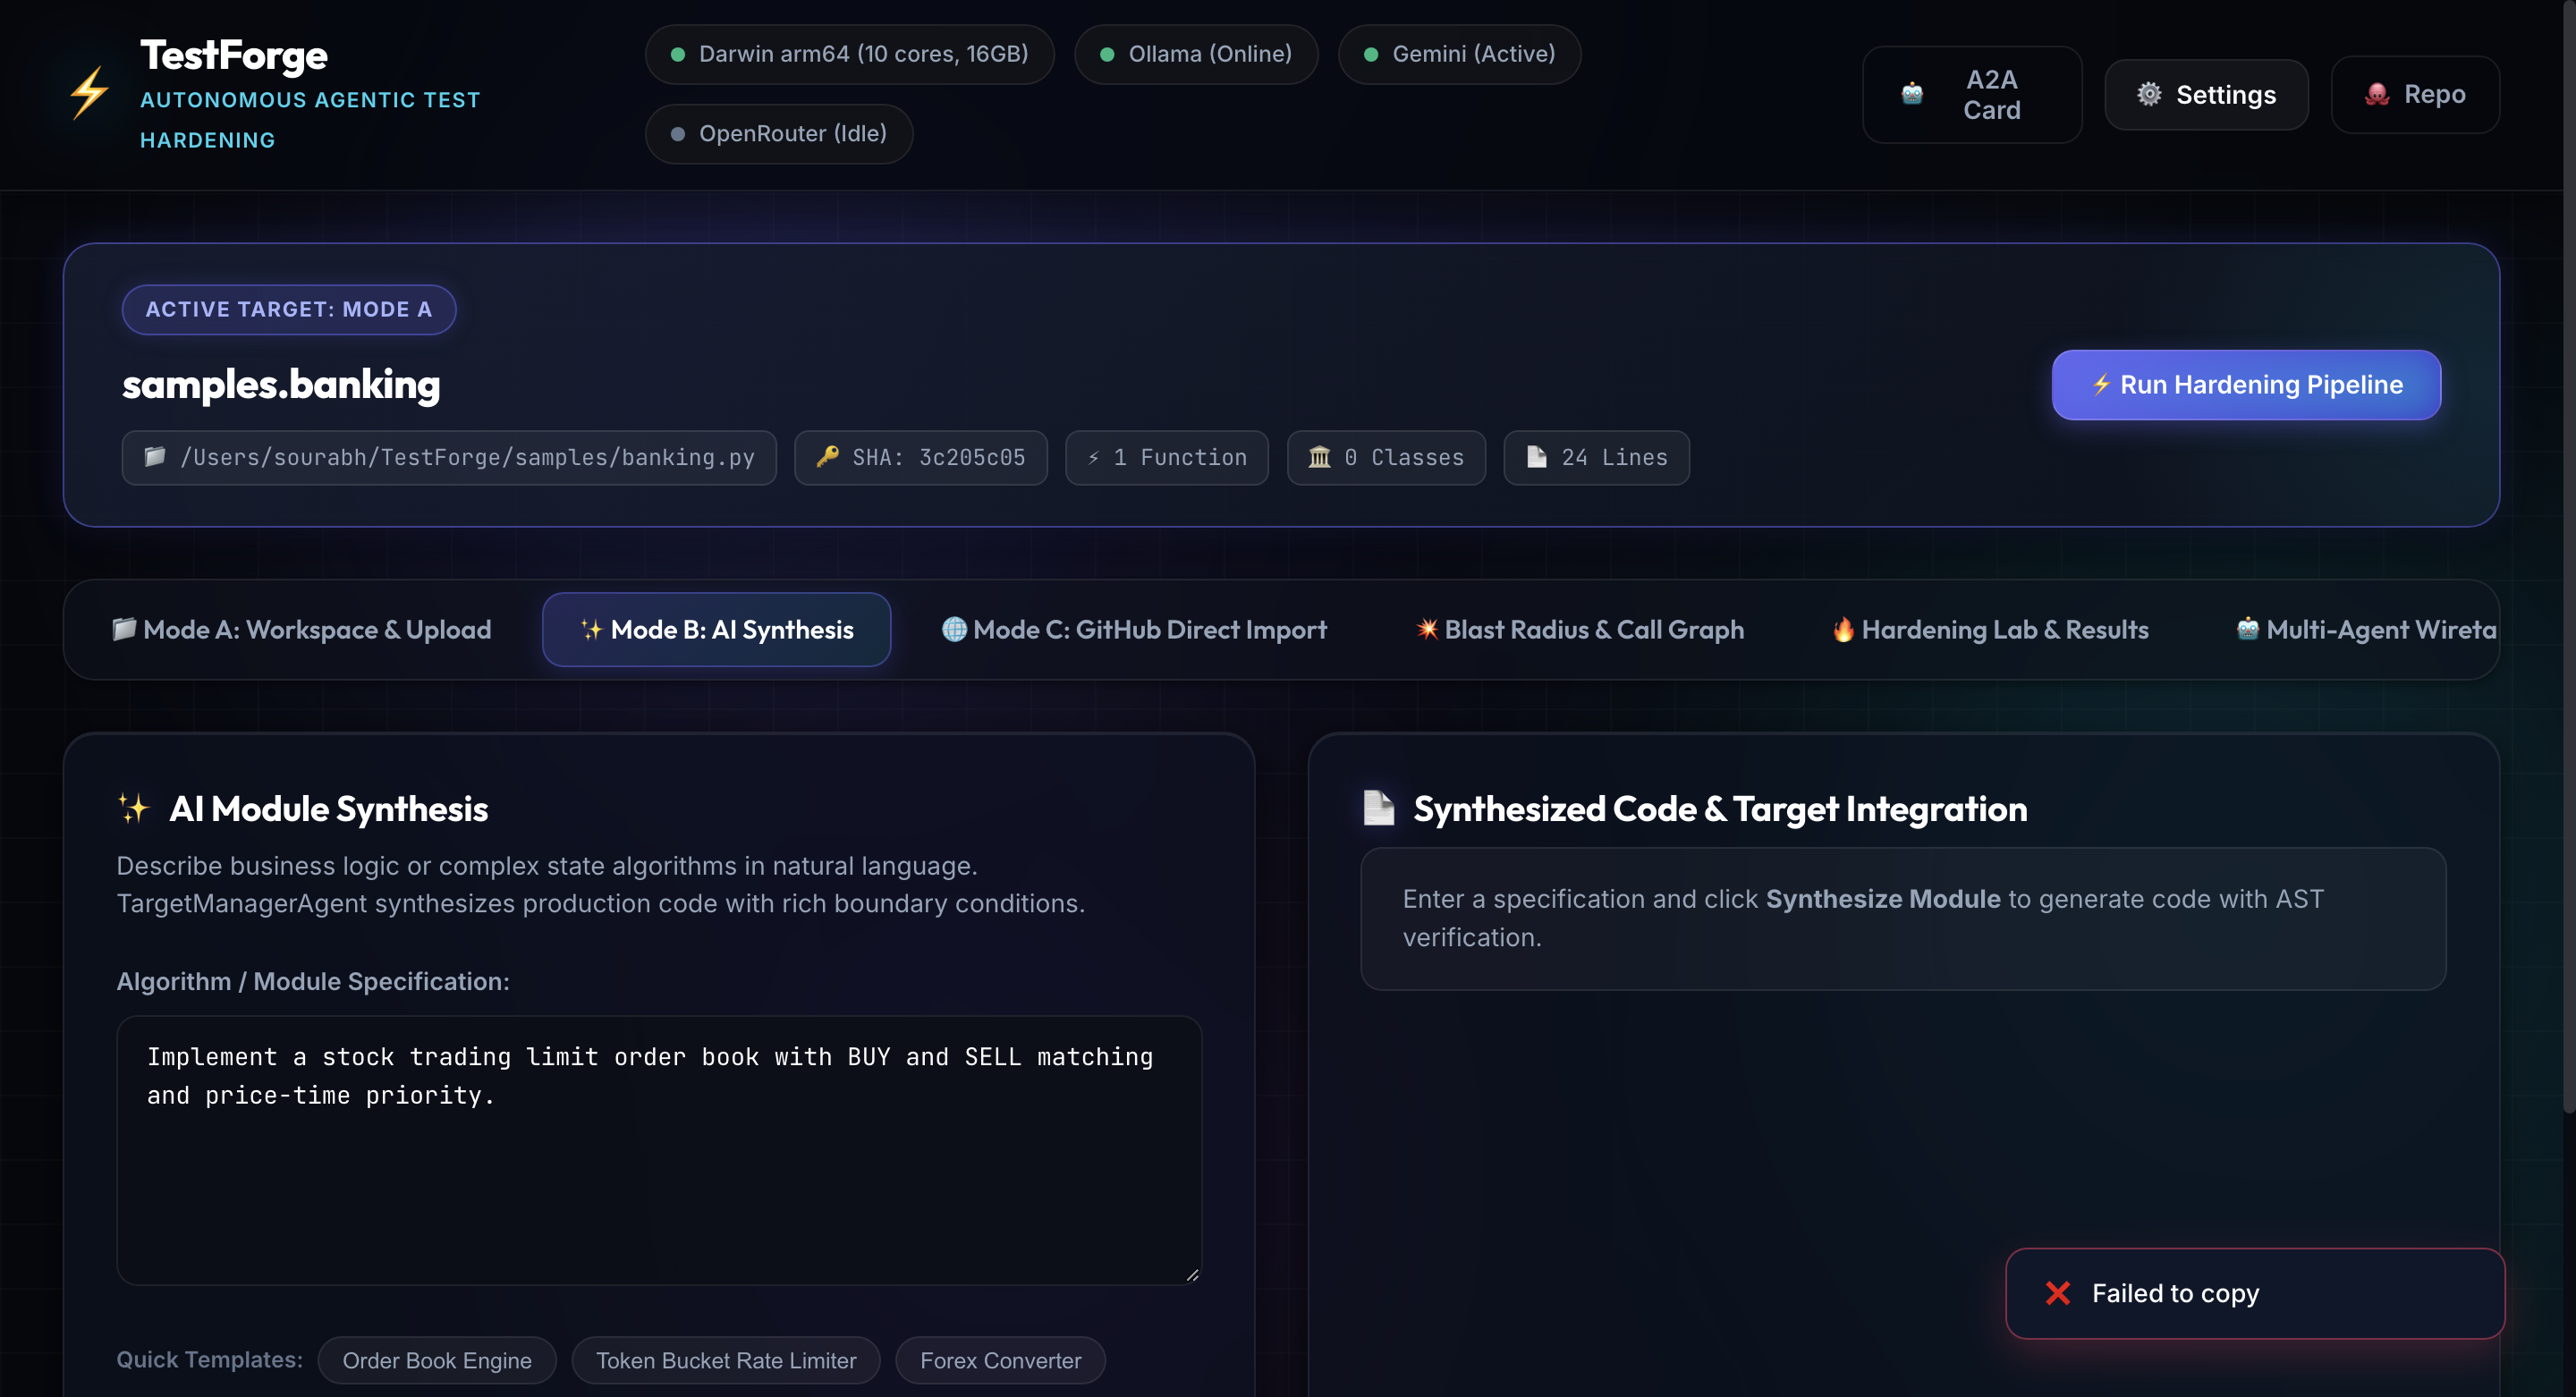 TestForge
AUTONOMOUS AGENTIC TEST
HARDENING
Darwin arm64 (10 cores, 16GB)
Ollama (Online)
Gemini (Active)
OpenRouter (Idle)
A2A
Card
Settings
Repo
ACTIVE TARGET: MODE A
samples.banking
/Users/sourabh/TestForge/samples/banking.py
SHA: 3c205c05
1 Function
0 Classes
24 Lines
Run Hardening Pipeline
Mode A: Workspace & Upload
Mode B: AI Synthesis
Mode C: GitHub Direct Import
Blast Radius & Call Graph
Hardening Lab & Results
Multi-Agent Wireta
AI Module Synthesis
Describe business logic or complex state algorithms in natural language.
TargetManagerAgent synthesizes production code with rich boundary conditions.
Algorithm / Module Specification:
Implement a stock trading limit order book with BUY and SELL matching
and price-time priority.
Quick Templates:
Order Book Engine
Token Bucket Rate Limiter
Forex Converter
Synthesized Code & Target Integration
Enter a specification and click Synthesize Module to generate code with AST
verification.
Failed to copy